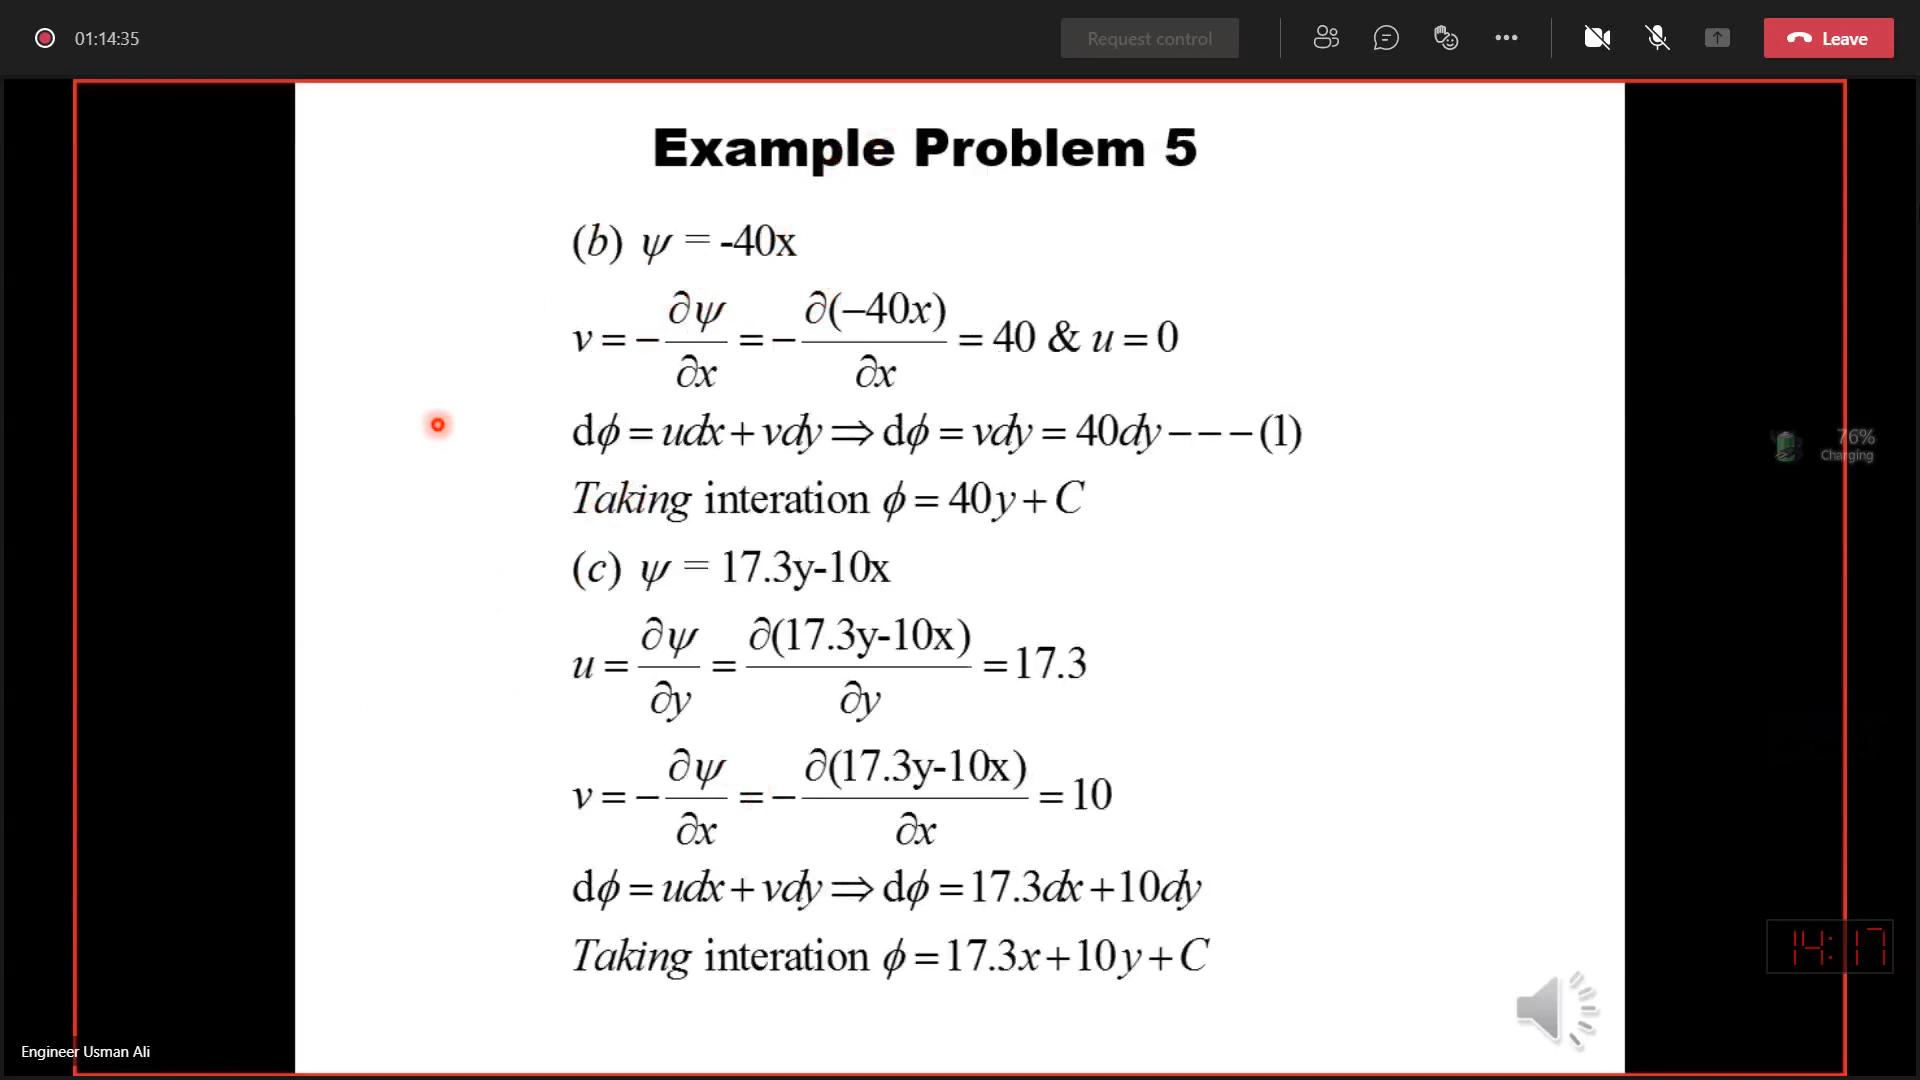 01:14:35
Request control
Leave
Example Problem 5
(b) ψ = -40x
v = −∂ψ/∂x = −∂(−40x)/∂x = 40 & u = 0
dϕ = udx + vdy ⇒ dϕ = vdy = 40dy − − − (1)
Taking interation ϕ = 40y + C
(c) ψ = 17.3y-10x
u = ∂ψ/∂y = ∂(17.3y-10x)/∂y = 17.3
v = −∂ψ/∂x = −∂(17.3y-10x)/∂x = 10
dϕ = udx + vdy ⇒ dϕ = 17.3dx + 10dy
Taking interation ϕ = 17.3x + 10y + C
76%
Charging
14:17
Engineer Usman Ali